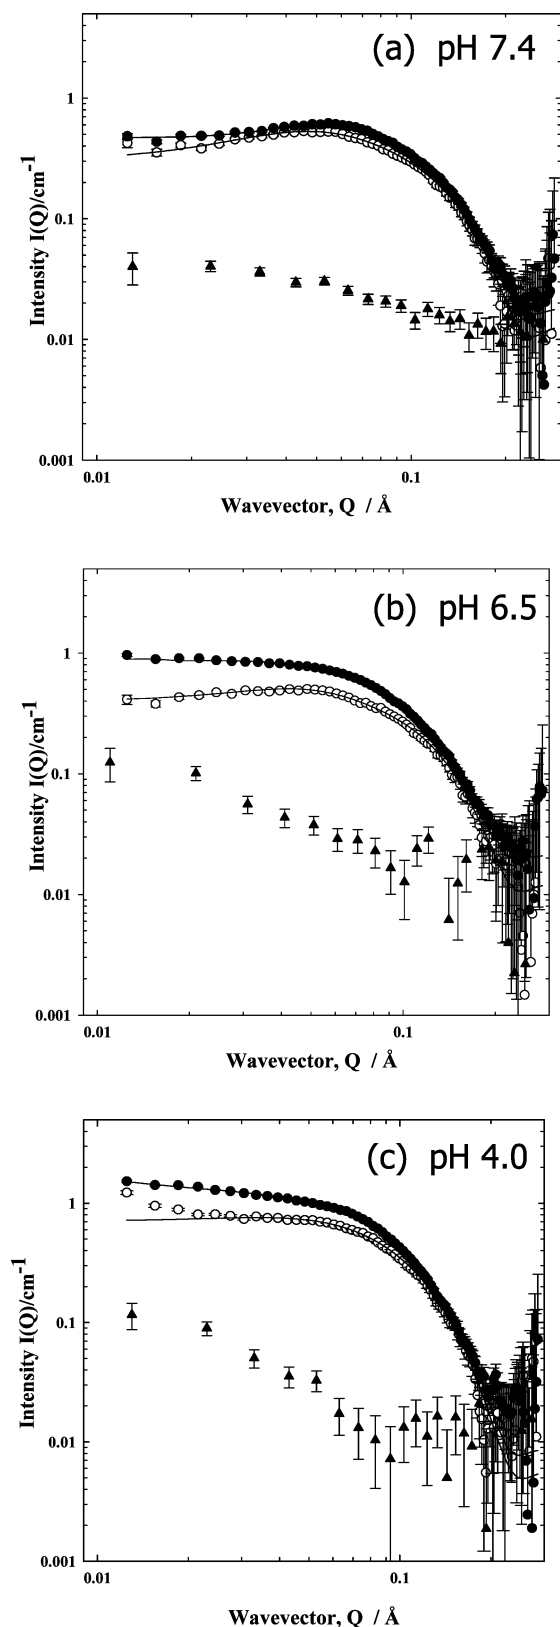 (a) pH 7.4
1
0.1
0.01
0.001
Intensity I(Q)/cm-1
0.01 0.1
Wavevector, Q / Å
(b) pH 6.5
1
0.1
0.01
0.001
Intensity I(Q)/cm-1
0.01 0.1
Wavevector, Q / Å
(c) pH 4.0
1
0.1
0.01
0.001
Intensity I(Q)/cm-1
0.01 0.1
Wavevector, Q / Å